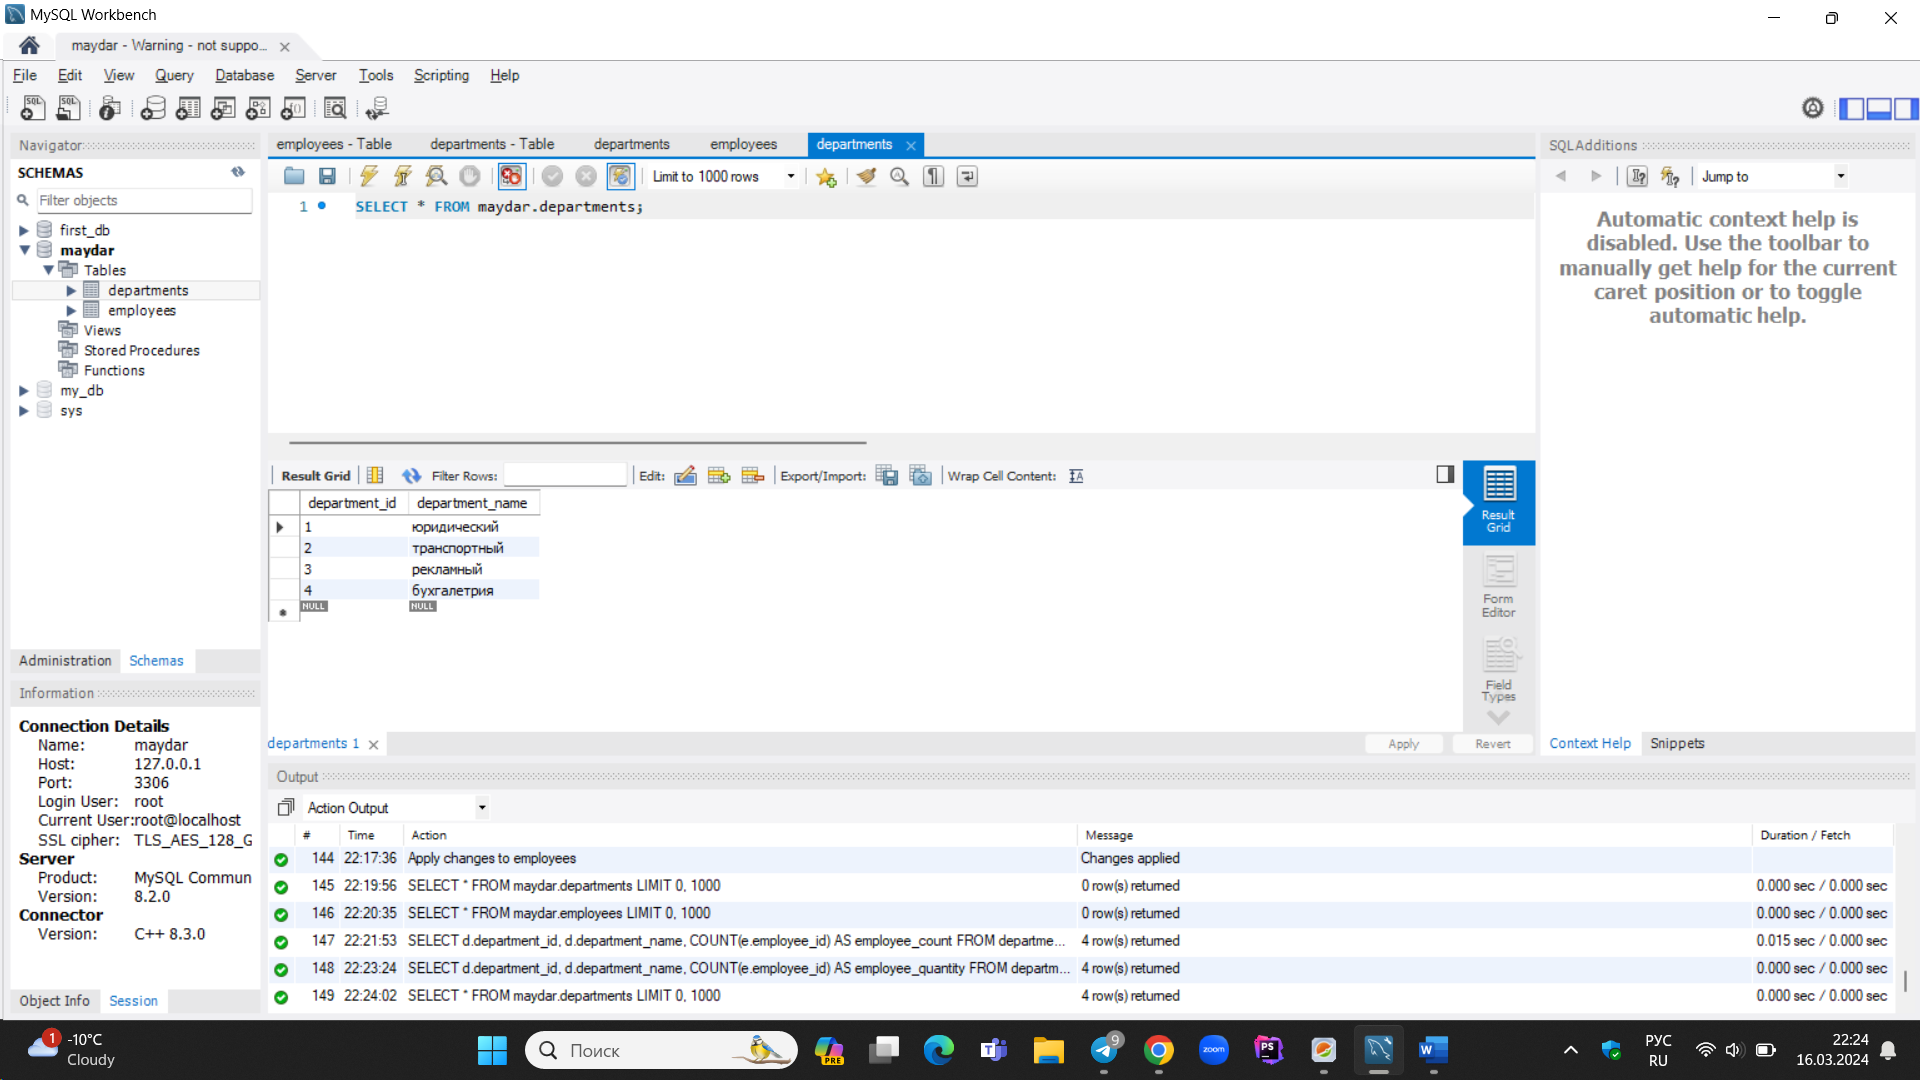 MySQL Workbench
maydar - Warning - not suppo...
File Edit View Query Database Server Tools Scripting Help
Navigator
SCHEMAS
Filter objects
first_db
maydar
Tables
departments
employees
Views
Stored Procedures
Functions
my_db
sys
Administration Schemas
Information
Connection Details
Name: maydar
Host: 127.0.0.1
Port: 3306
Login User: root
Current User: root@localhost
SSL cipher: TLS_AES_128_G
Server
Product: MySQL Commun
Version: 8.2.0
Connector
Version: C++ 8.3.0
Object Info Session
employees - Table departments - Table departments employees departments
Limit to 1000 rows
1 SELECT * FROM maydar.departments;
Result Grid Filter Rows: Edit: Export/Import: Wrap Cell Content:
department_id department_name
1 юридический
2 транспортный
3 рекламный
4 бухгалетрия
NULL NULL
Result
Grid
Form
Editor
Field
Types
departments 1 Apply Revert
SQLAdditions
Jump to
Automatic context help is
disabled. Use the toolbar to
manually get help for the current
caret position or to toggle
automatic help.
Context Help Snippets
Output
Action Output
# Time Action Message Duration / Fetch
144 22:17:36 Apply changes to employees Changes applied
145 22:19:56 SELECT * FROM maydar.departments LIMIT 0, 1000 0 row(s) returned 0.000 sec / 0.000 sec
146 22:20:35 SELECT * FROM maydar.employees LIMIT 0, 1000 0 row(s) returned 0.000 sec / 0.000 sec
147 22:21:53 SELECT d.department_id, d.department_name, COUNT(e.employee_id) AS employee_count FROM departme... 4 row(s) returned 0.015 sec / 0.000 sec
148 22:23:24 SELECT d.department_id, d.department_name, COUNT(e.employee_id) AS employee_quantity FROM departm... 4 row(s) returned 0.000 sec / 0.000 sec
149 22:24:02 SELECT * FROM maydar.departments LIMIT 0, 1000 4 row(s) returned 0.000 sec / 0.000 sec
1
-10°C
Cloudy
Поиск
PRE
9
zoom
PS
W
РУС
RU
22:24
16.03.2024